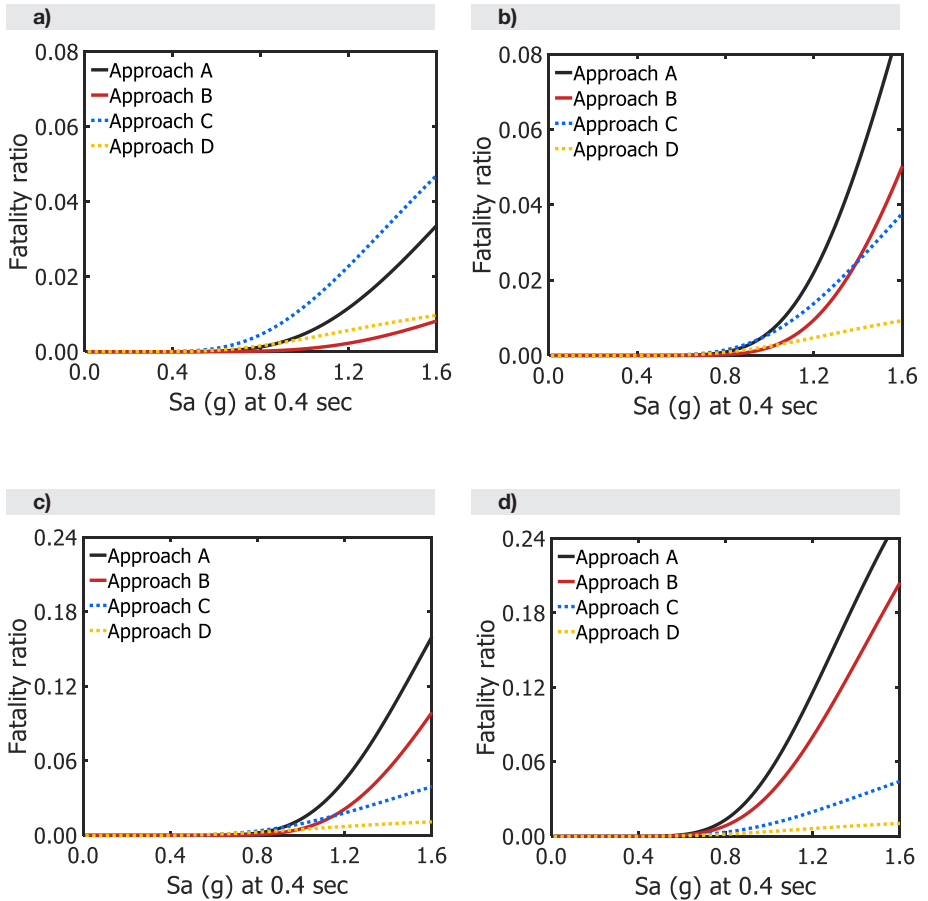 a)
0.08
0.06
0.04
0.02
0.00
Fatality ratio
Approach A
Approach B
Approach C
Approach D
0.0 0.4 0.8 1.2 1.6
Sa (g) at 0.4 sec
b)
0.08
0.06
0.04
0.02
0.00
Fatality ratio
Approach A
Approach B
Approach C
Approach D
0.0 0.4 0.8 1.2 1.6
Sa (g) at 0.4 sec
c)
0.24
0.18
0.12
0.06
0.00
Fatality ratio
Approach A
Approach B
Approach C
Approach D
0.0 0.4 0.8 1.2 1.6
Sa (g) at 0.4 sec
d)
0.24
0.18
0.12
0.06
0.00
Fatality ratio
Approach A
Approach B
Approach C
Approach D
0.0 0.4 0.8 1.2 1.6
Sa (g) at 0.4 sec